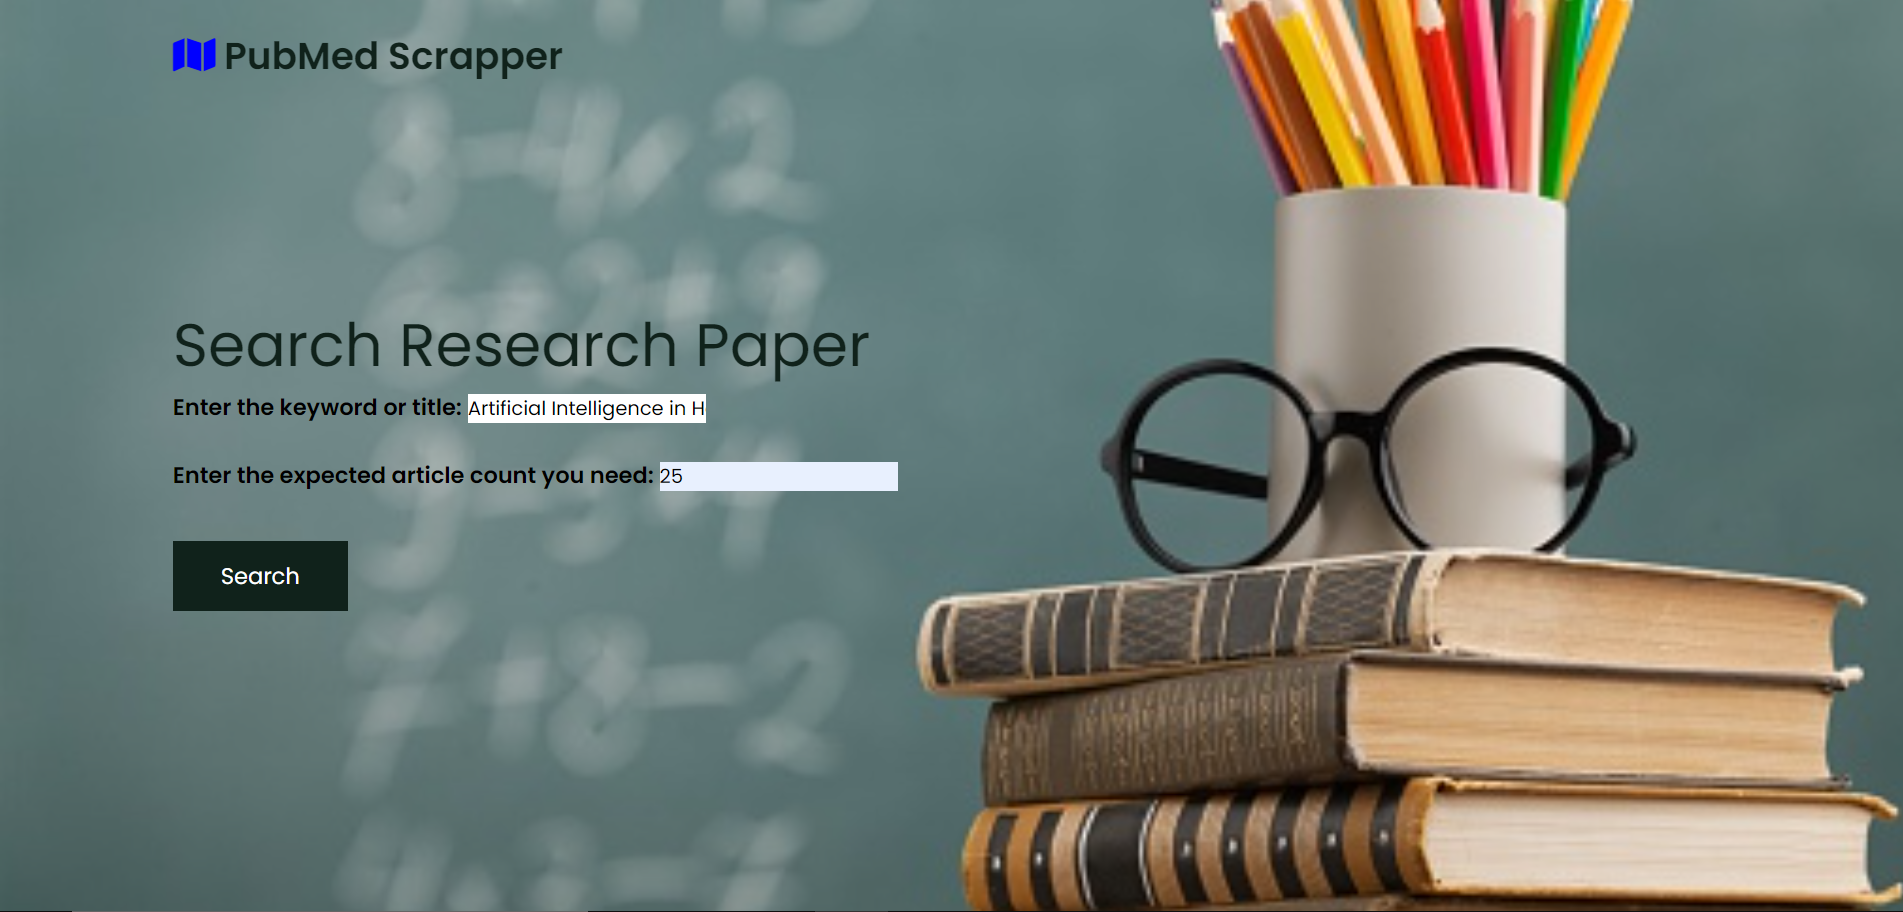 PubMed Scrapper
Search Research Paper
Enter the keyword or title: Artificial Intelligence in H
Enter the expected article count you need: 25
Search